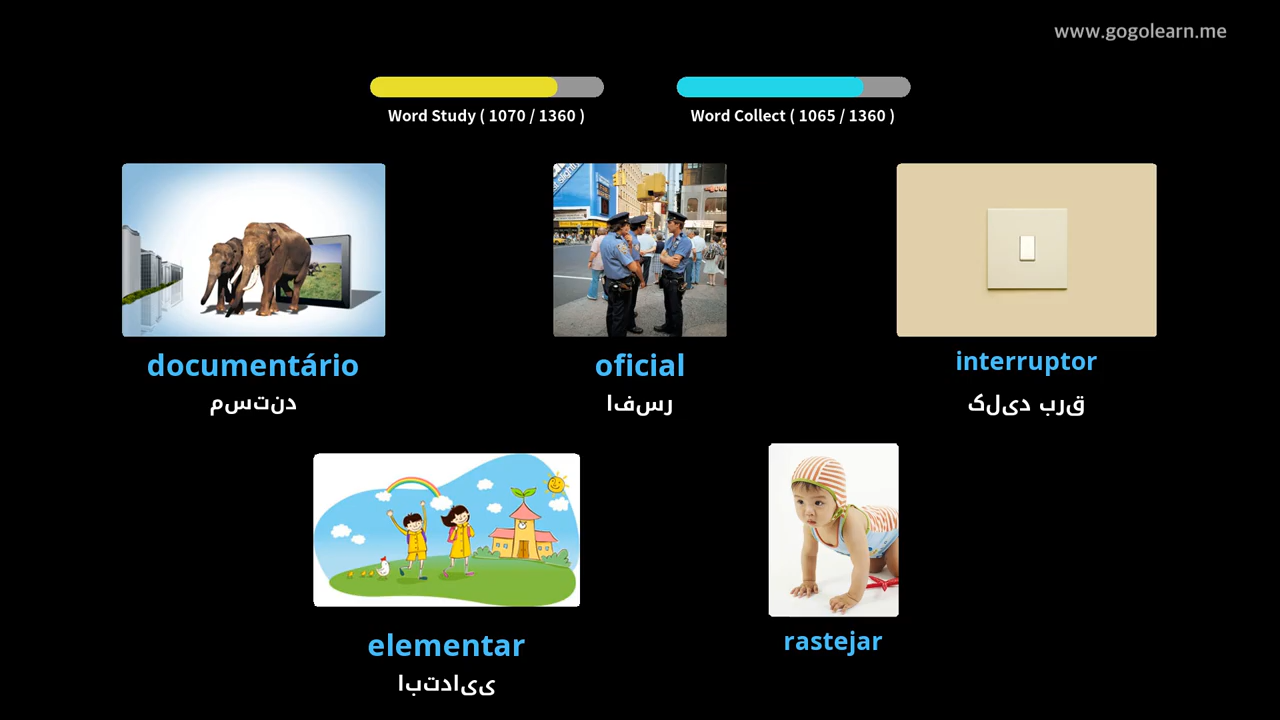 www.gogolearn.me
Word Study ( 1070 / 1360 )
Word Collect ( 1065 / 1360 )
documentário
مستند
oficial
افسر
interruptor
کلید برق
elementar
ابتدایی
rastejar